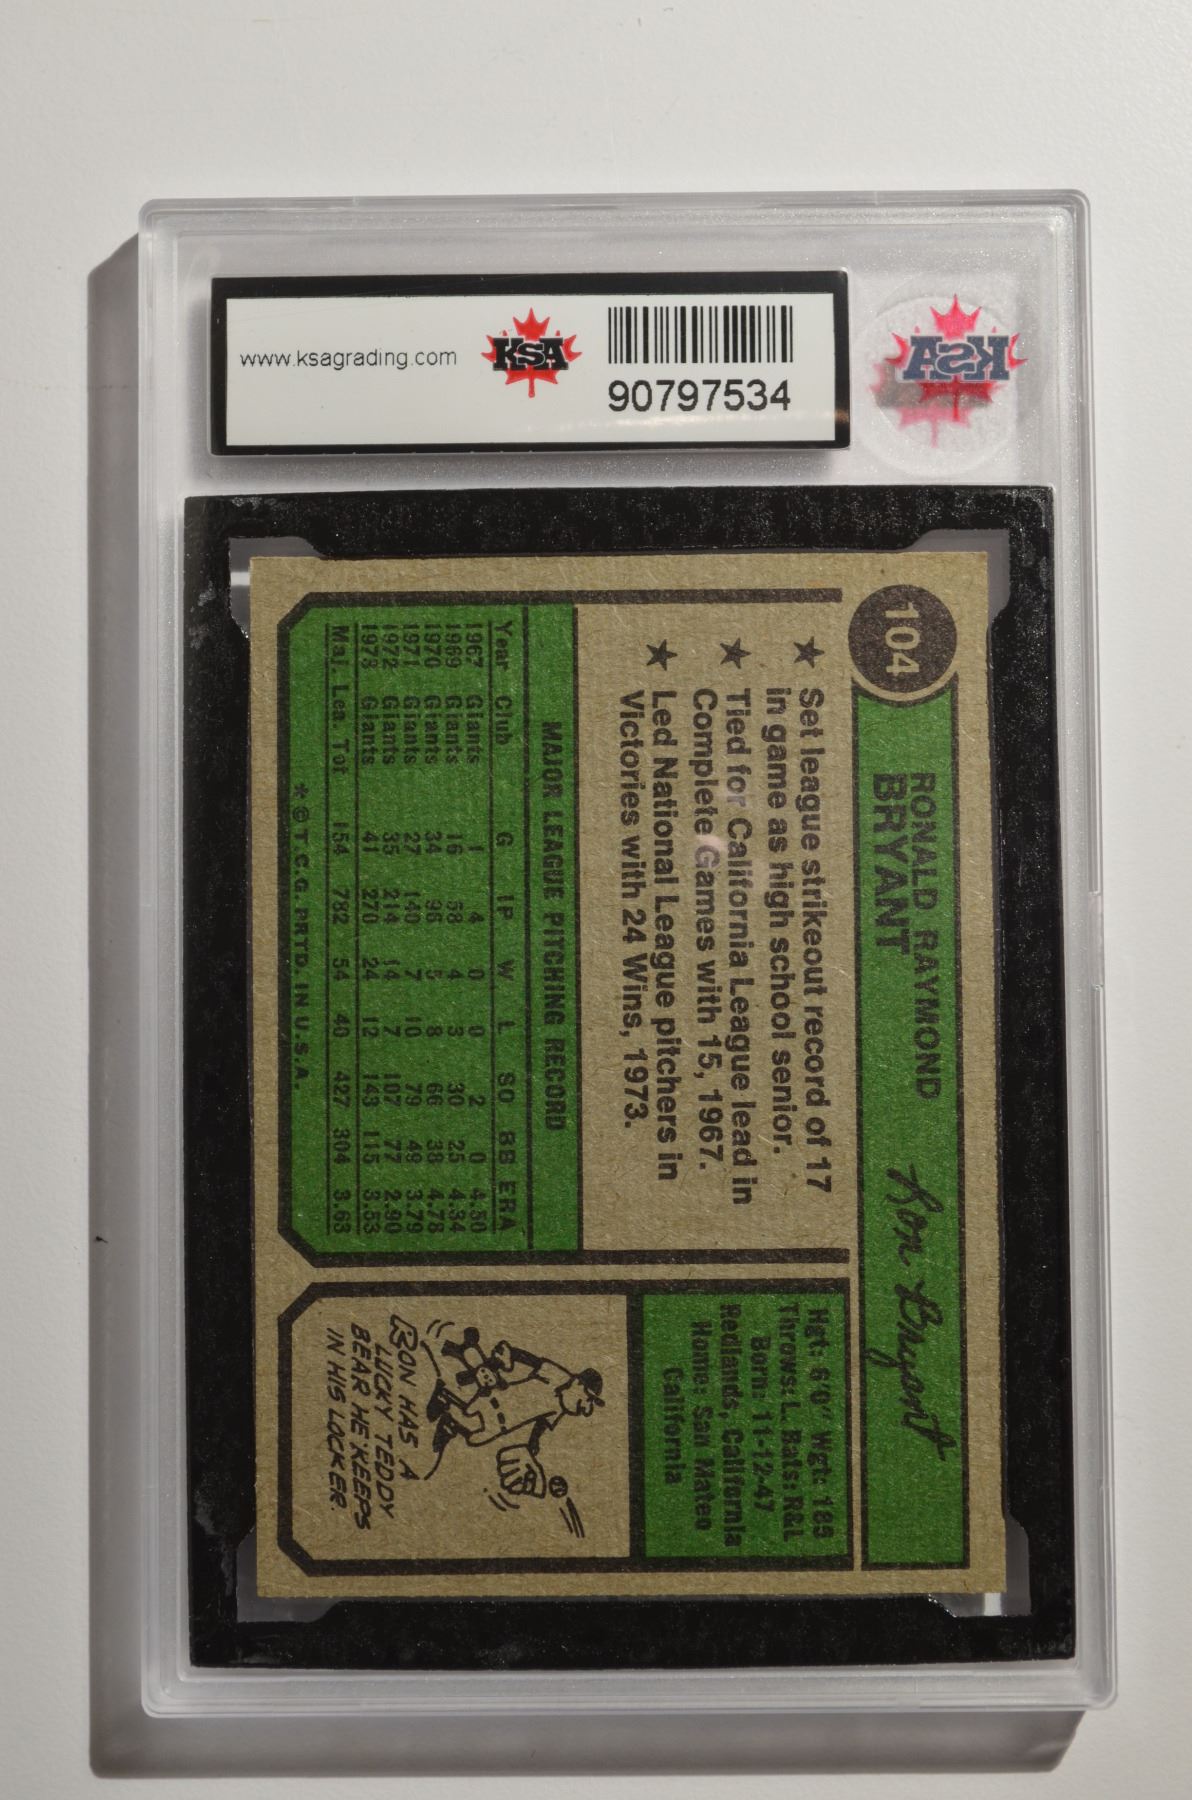 www.ksagrading.com
KSA
90797534
KSA
104
RONALD RAYMOND
BRYANT
Ron Bryant
★ Set league strikeout record of 17
in game as high school senior.
★ Tied for California League lead in
Complete Games with 15, 1967.
★ Led National League pitchers in
Victories with 24 Wins, 1973.
MAJOR LEAGUE PITCHING RECORD
Year Club G IP W L SO BB ERA
1967 Giants 1 4 0 0 2 0 4.50
1969 Giants 16 58 4 3 30 25 4.34
1970 Giants 34 96 5 8 66 38 4.78
1971 Giants 27 140 7 10 79 49 3.79
1972 Giants 35 214 14 7 107 77 2.90
1973 Giants 41 270 24 12 143 115 3.53
Maj. Lea. Tot 154 782 54 40 427 304 3.63
*©T.C.G. PRTD. IN U.S.A.
Hgt: 6'0" Wgt: 185
Throws: L Bats: R&L
Born: 11-12-47
Redlands, California
Home: San Mateo
California
RON HAS A
LUCKY TEDDY
BEAR HE KEEPS
IN HIS LOCKER.